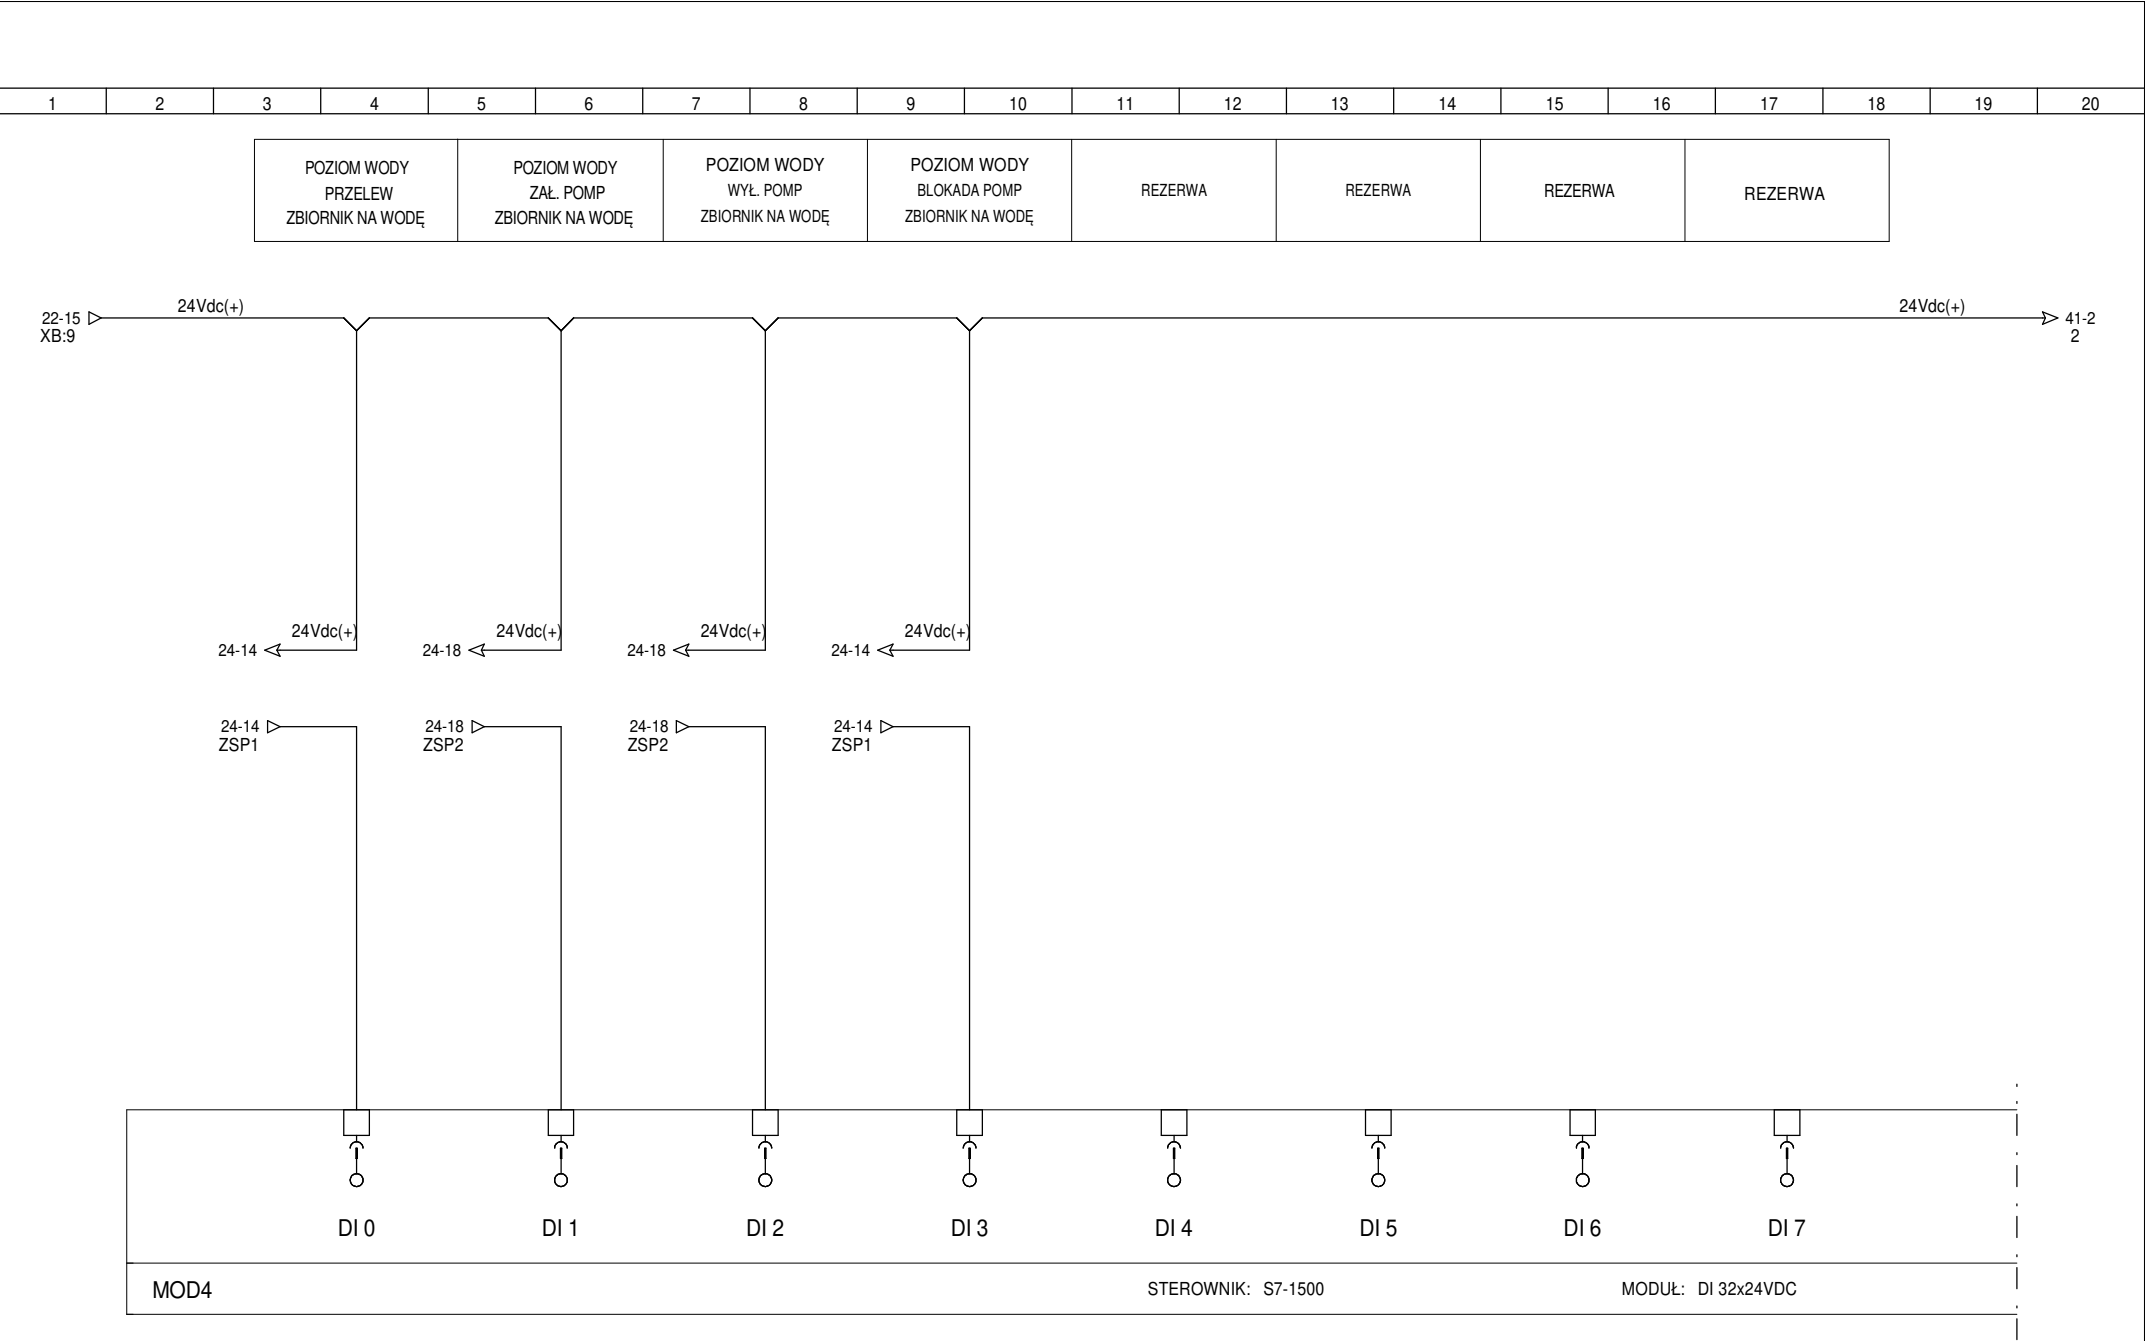 1 2 3 4 5 6 7 8 9 10 11 12 13 14 15 16 17 18 19 20
POZIOM WODY
PRZELEW
ZBIORNIK NA WODĘ
POZIOM WODY
ZAŁ. POMP
ZBIORNIK NA WODĘ
POZIOM WODY
WYŁ. POMP
ZBIORNIK NA WODĘ
POZIOM WODY
BLOKADA POMP
ZBIORNIK NA WODĘ
REZERWA
REZERWA
REZERWA
REZERWA
24Vdc(+) 24Vdc(+)
22-15
XB:9
41-2
2
24Vdc(+) 24Vdc(+) 24Vdc(+) 24Vdc(+)
24-14 24-18 24-18 24-14
24-14
ZSP1
24-18
ZSP2
24-18
ZSP2
24-14
ZSP1
DI 0 DI 1 DI 2 DI 3 DI 4 DI 5 DI 6 DI 7
MOD4 STEROWNIK: S7-1500 MODUŁ: DI 32x24VDC